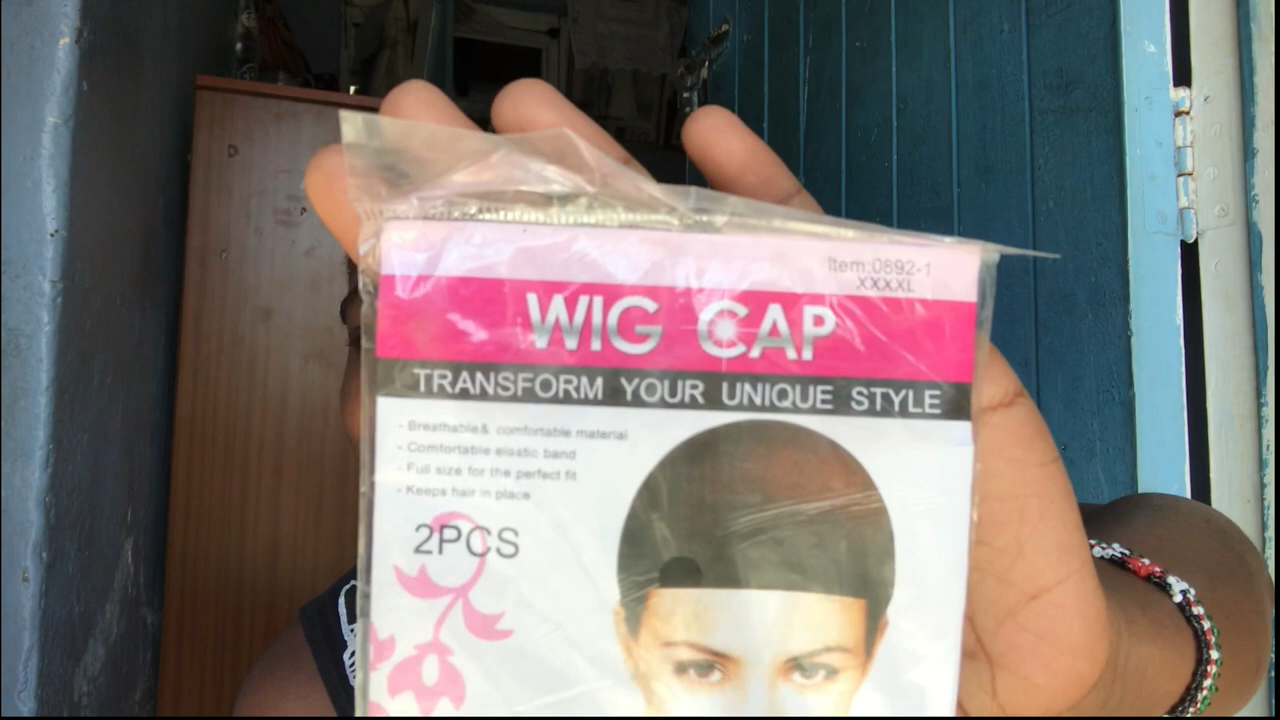 Item:0892-1
XXXXL
WIG CAP
TRANSFORM YOUR UNIQUE STYLE
- Breathable& comfortable material
- Comfortable elastic band
- Full size for the perfect fit
- Keeps hair in place
2PCS